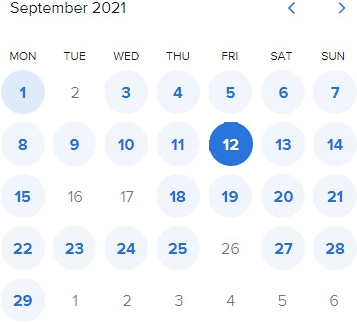 September 2021
MON TUE WED THU FRI SAT SUN
1 2 3 4 5 6 7
8 9 10 11 12 13 14
15 16 17 18 19 20 21
22 23 24 25 26 27 28
29 1 2 3 4 5 6